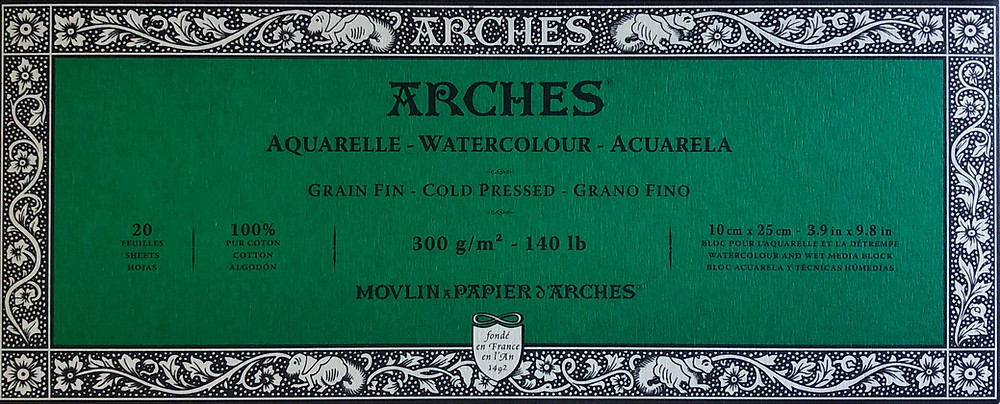 ARCHES
ARCHES®
AQUARELLE - WATERCOLOUR - ACUARELA
GRAIN FIN - COLD PRESSED - GRANO FINO
20
FEUILLES
SHEETS
HOJAS
100%
PUR COTON
COTTON
ALGODÓN
300 g/m² - 140 lb
10 cm x 25 cm - 3.9 in x 9.8 in
BLOC POUR L'AQUARELLE ET LA DÉTREMPE
WATERCOLOUR AND WET MEDIA BLOCK
BLOC ACUARELA Y TÉCNICAS HÚMEDIAS
MOVLIN A PAPIER D'ARCHES
fondé
en France
en l'An
1492